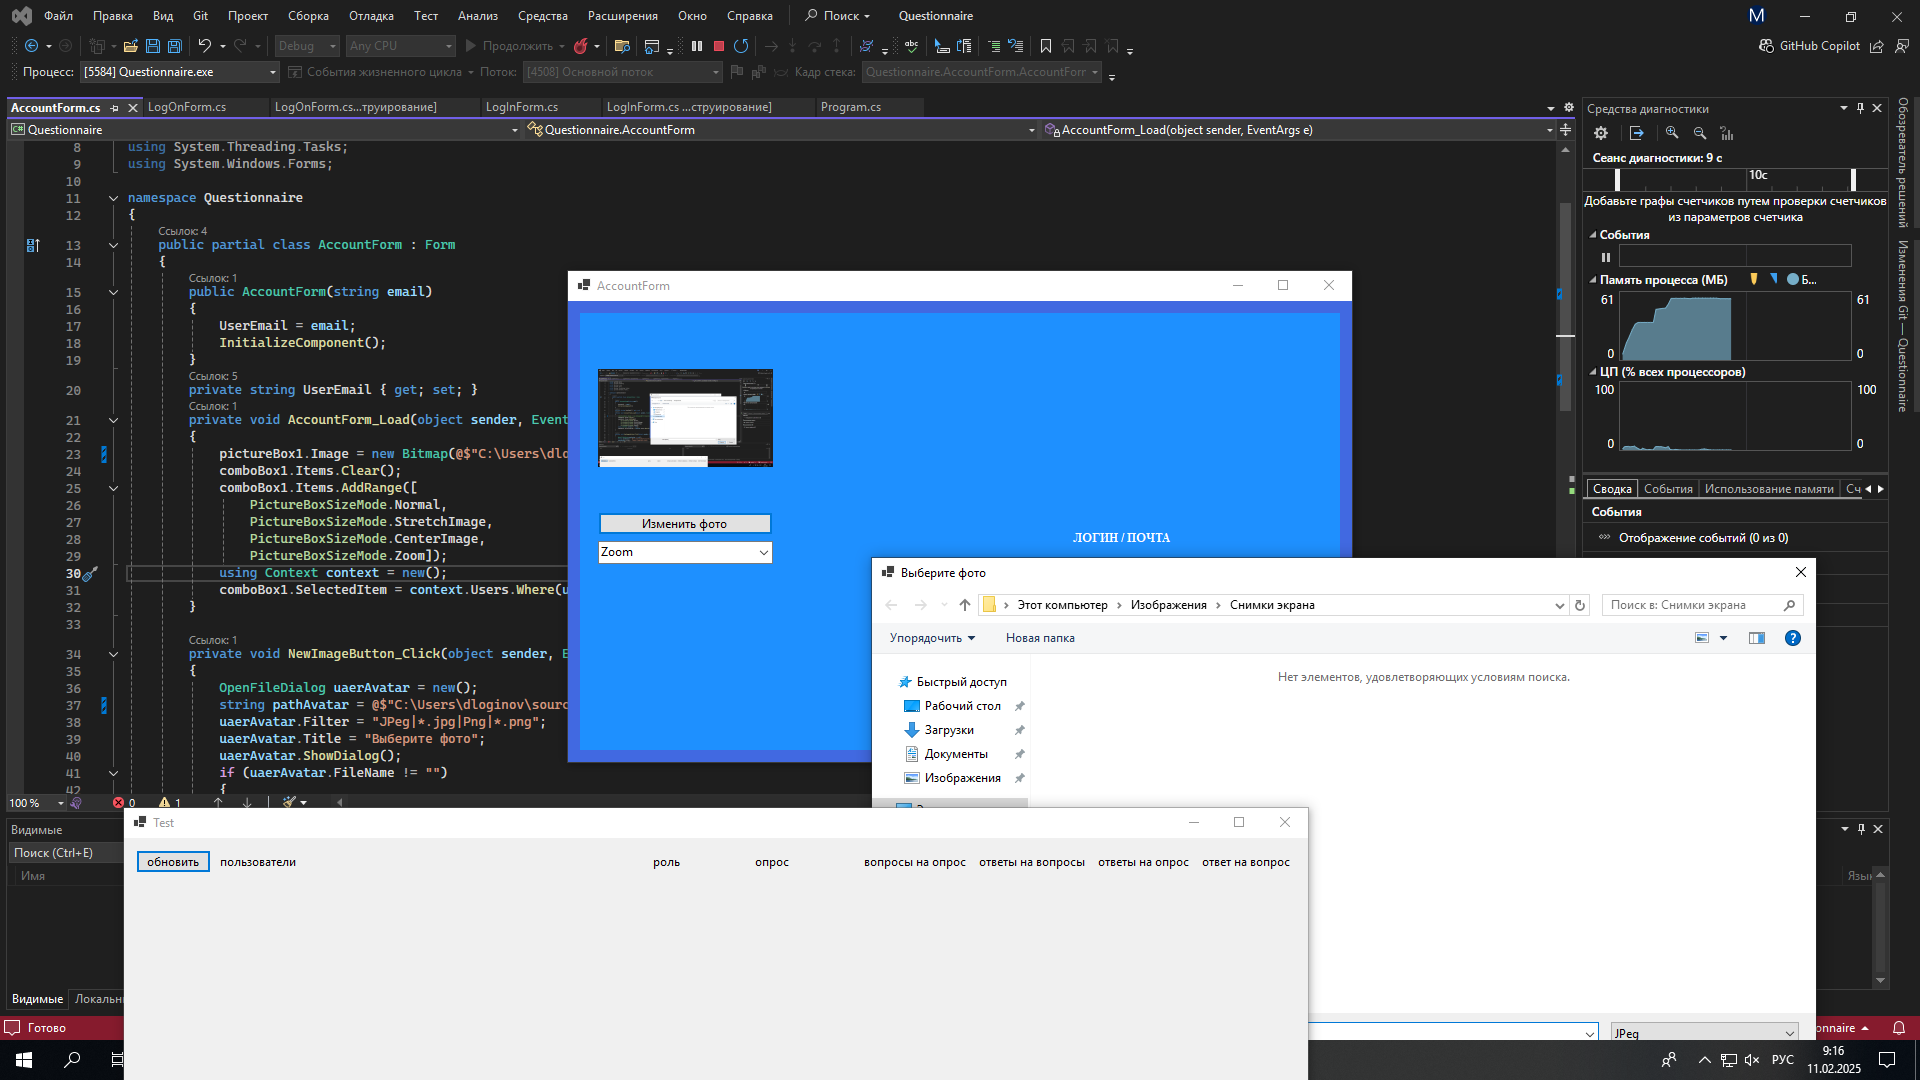 Файл Правка Вид Git Проект Сборка Отладка Тест Анализ Средства Расширения Окно Справка Поиск Questionnaire M
Debug Any CPU Продолжить GitHub Copilot
Процесс: [5584] Questionnaire.exe События жизненного цикла Поток: [4508] Основной поток Кадр стека: Questionnaire.AccountForm.AccountForr
AccountForm.cs LogOnForm.cs LogOnForm.cs...труирование] LogInForm.cs LogInForm.cs ...струирование] Program.cs
C# Questionnaire Questionnaire.AccountForm AccountForm_Load(object sender, EventArgs e)
8 using System.Threading.Tasks;
9 using System.Windows.Forms;
10
11 namespace Questionnaire
12 {
Ссылок: 4
13 public partial class AccountForm : Form
14 {
Ссылок: 1
15 public AccountForm(string email)
16 {
17 UserEmail = email;
18 InitializeComponent();
19 }
Ссылок: 5
20 private string UserEmail { get; set; }
Ссылок: 1
21 private void AccountForm_Load(object sender, Event
22 {
23 pictureBox1.Image = new Bitmap(@$"C:\Users\dlo
24 comboBox1.Items.Clear();
25 comboBox1.Items.AddRange([
26 PictureBoxSizeMode.Normal,
27 PictureBoxSizeMode.StretchImage,
28 PictureBoxSizeMode.CenterImage,
29 PictureBoxSizeMode.Zoom]);
30 using Context context = new();
31 comboBox1.SelectedItem = context.Users.Where(u
32 }
33
Ссылок: 1
34 private void NewImageButton_Click(object sender, E
35 {
36 OpenFileDialog uaerAvatar = new();
37 string pathAvatar = @$"C:\Users\dloginov\sourc
38 uaerAvatar.Filter = "JPeg|*.jpg|Png|*.png";
39 uaerAvatar.Title = "Выберите фото";
40 uaerAvatar.ShowDialog();
41 if (uaerAvatar.FileName != "")
42 {
100 % 0 1
AccountForm
Изменить фото
Zoom
ЛОГИН / ПОЧТА
Выберите фото
Этот компьютер Изображения Снимки экрана Поиск в: Снимки экрана
Упорядочить Новая папка
Быстрый доступ
Рабочий стол
Загрузки
Документы
Изображения
Нет элементов, удовлетворяющих условиям поиска.
JPeg
Test
обновить пользователи роль опрос вопросы на опрос ответы на вопросы ответы на опрос ответ на вопрос
Средства диагностики
Сеанс диагностики: 9 с
10с
Добавьте графы счетчиков путем проверки счетчиков
из параметров счетчика
События
Память процесса (МБ) Б...
61 61
0 0
ЦП (% всех процессоров)
100 100
0 0
Сводка События Использование памяти Сч
События
Отображение событий (0 из 0)
Обозреватель решений
Изменения Git — Questionnaire
Видимые
Поиск (Ctrl+E)
Имя
Язык
Видимые Локальн
Готово
onnaire
РУС
9:16
11.02.2025